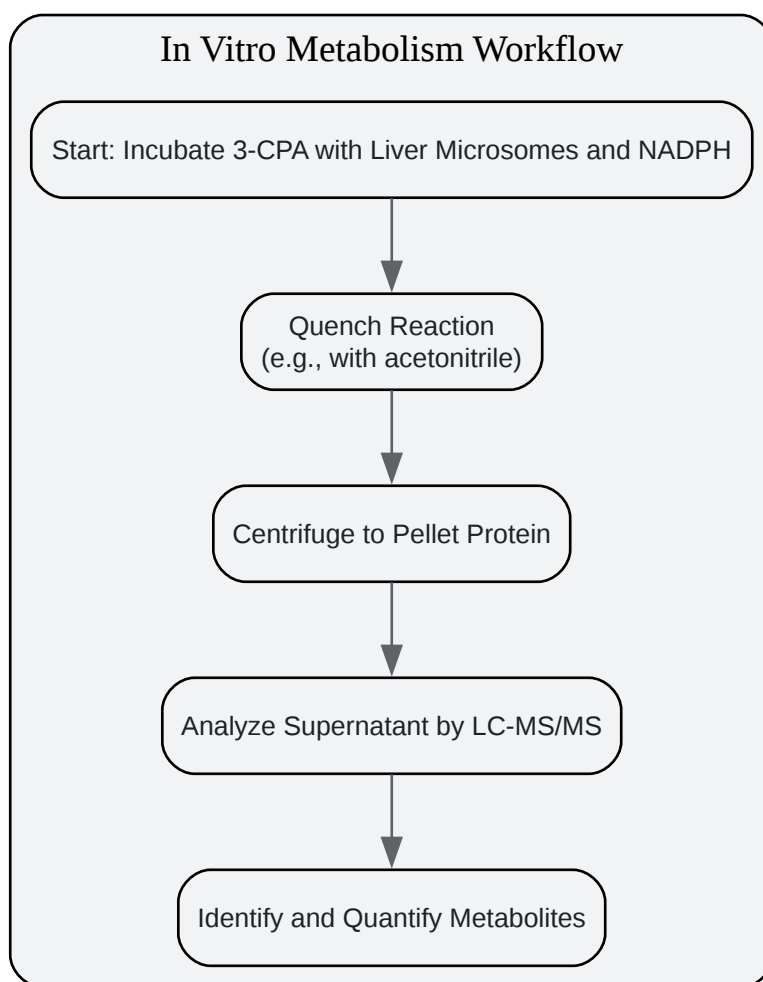 In Vitro Metabolism Workflow
Start: Incubate 3-CPA with Liver Microsomes and NADPH
Quench Reaction
(e.g., with acetonitrile)
Centrifuge to Pellet Protein
Analyze Supernatant by LC-MS/MS
Identify and Quantify Metabolites